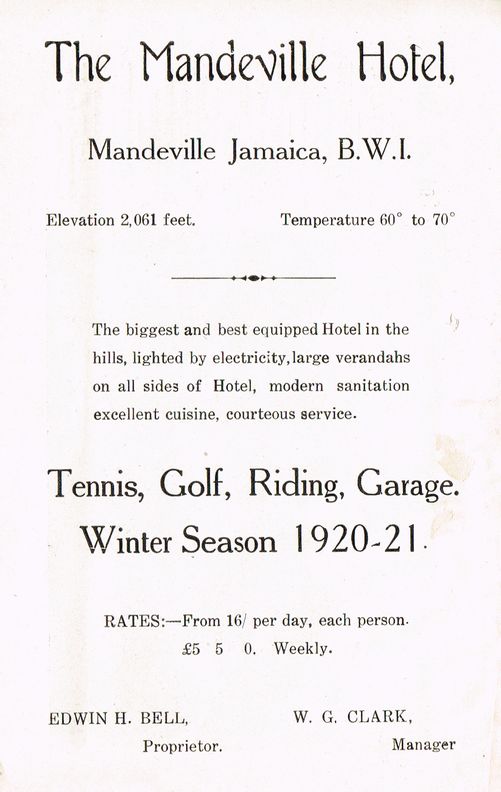 The Mandeville Hotel,
Mandeville Jamaica, B.W.I.
Elevation 2,061 feet. Temperature 60° to 70°
The biggest and best equipped Hotel in the
hills, lighted by electricity,large verandahs
on all sides of Hotel, modern sanitation
excellent cuisine, courteous service.
Tennis, Golf, Riding, Garage.
Winter Season 1920-21.
RATES:—From 16/ per day, each person.
£5 5 0. Weekly.
EDWIN H. BELL, W. G. CLARK,
Proprietor. Manager